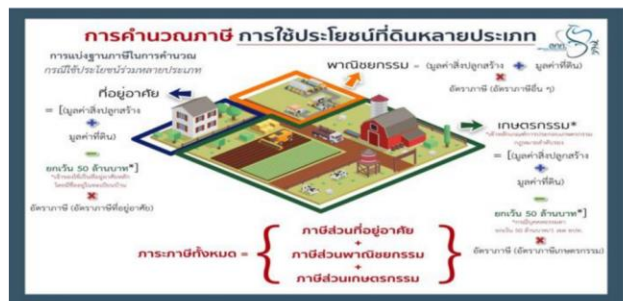 การคำนวณภาษี การใช้ประโยชน์ที่ดินหลายประเภท
สถก.
การแบ่งฐานภาษีในการคำนวณ
กรณีใช้ประโยชน์ร่วมหลายประเภท
พาณิชยกรรม = (มูลค่าสิ่งปลูกสร้าง + มูลค่าที่ดิน)
อัตราภาษี (อัตราภาษีอื่น ๆ)
ที่อยู่อาศัย
= [(มูลค่าสิ่งปลูกสร้าง
มูลค่าที่ดิน)
ยกเว้น 50 ล้านบาท*]
อัตราภาษี (อัตราภาษีที่อยู่อาศัย)
เกษตรกรรม*
= [(มูลค่าสิ่งปลูกสร้าง
มูลค่าที่ดิน)
ยกเว้น 50 ล้านบาท*]
อัตราภาษี (อัตราภาษีเกษตรกรรม)
ภาระภาษีทั้งหมด = { ภาษีส่วนที่อยู่อาศัย
+
ภาษีส่วนพาณิชยกรรม
+
ภาษีส่วนเกษตรกรรม }